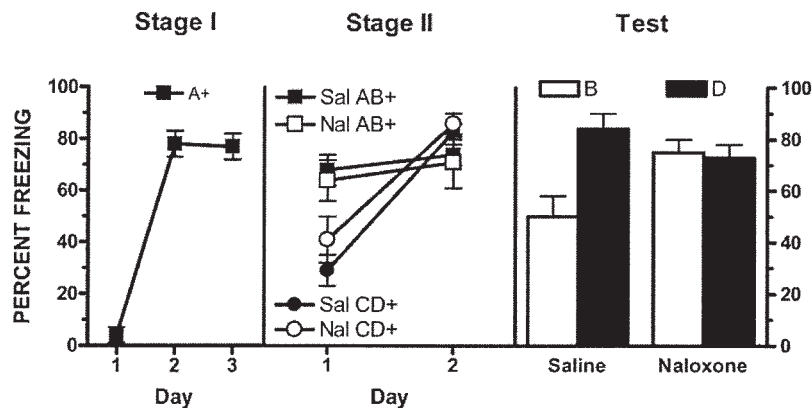 Stage I
Stage II
Test
PERCENT FREEZING
100
80
60
40
20
0
A+
1
2
3
Day
Sal AB+
Nal AB+
Sal CD+
Nal CD+
1
2
Day
B
D
100
80
60
40
20
0
Saline
Naloxone